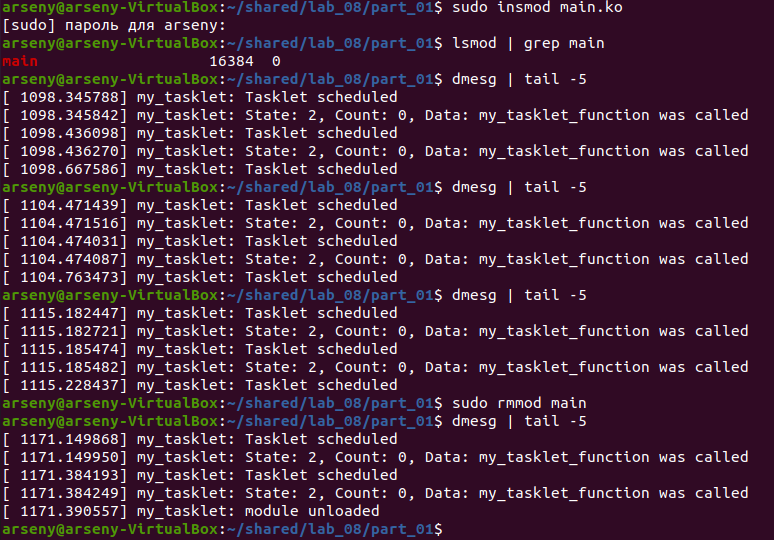 arseny@arseny-VirtualBox:~/shared/lab_08/part_01$ sudo insmod main.ko
[sudo] пароль для arseny:
arseny@arseny-VirtualBox:~/shared/lab_08/part_01$ lsmod | grep main
main                   16384  0
arseny@arseny-VirtualBox:~/shared/lab_08/part_01$ dmesg | tail -5
[ 1098.345788] my_tasklet: Tasklet scheduled
[ 1098.345842] my_tasklet: State: 2, Count: 0, Data: my_tasklet_function was called
[ 1098.436098] my_tasklet: Tasklet scheduled
[ 1098.436270] my_tasklet: State: 2, Count: 0, Data: my_tasklet_function was called
[ 1098.667586] my_tasklet: Tasklet scheduled
arseny@arseny-VirtualBox:~/shared/lab_08/part_01$ dmesg | tail -5
[ 1104.471439] my_tasklet: Tasklet scheduled
[ 1104.471516] my_tasklet: State: 2, Count: 0, Data: my_tasklet_function was called
[ 1104.474031] my_tasklet: Tasklet scheduled
[ 1104.474087] my_tasklet: State: 2, Count: 0, Data: my_tasklet_function was called
[ 1104.763473] my_tasklet: Tasklet scheduled
arseny@arseny-VirtualBox:~/shared/lab_08/part_01$ dmesg | tail -5
[ 1115.182447] my_tasklet: Tasklet scheduled
[ 1115.182721] my_tasklet: State: 2, Count: 0, Data: my_tasklet_function was called
[ 1115.185474] my_tasklet: Tasklet scheduled
[ 1115.185482] my_tasklet: State: 2, Count: 0, Data: my_tasklet_function was called
[ 1115.228437] my_tasklet: Tasklet scheduled
arseny@arseny-VirtualBox:~/shared/lab_08/part_01$ sudo rmmod main
arseny@arseny-VirtualBox:~/shared/lab_08/part_01$ dmesg | tail -5
[ 1171.149868] my_tasklet: Tasklet scheduled
[ 1171.149950] my_tasklet: State: 2, Count: 0, Data: my_tasklet_function was called
[ 1171.384193] my_tasklet: Tasklet scheduled
[ 1171.384249] my_tasklet: State: 2, Count: 0, Data: my_tasklet_function was called
[ 1171.390557] my_tasklet: module unloaded
arseny@arseny-VirtualBox:~/shared/lab_08/part_01$